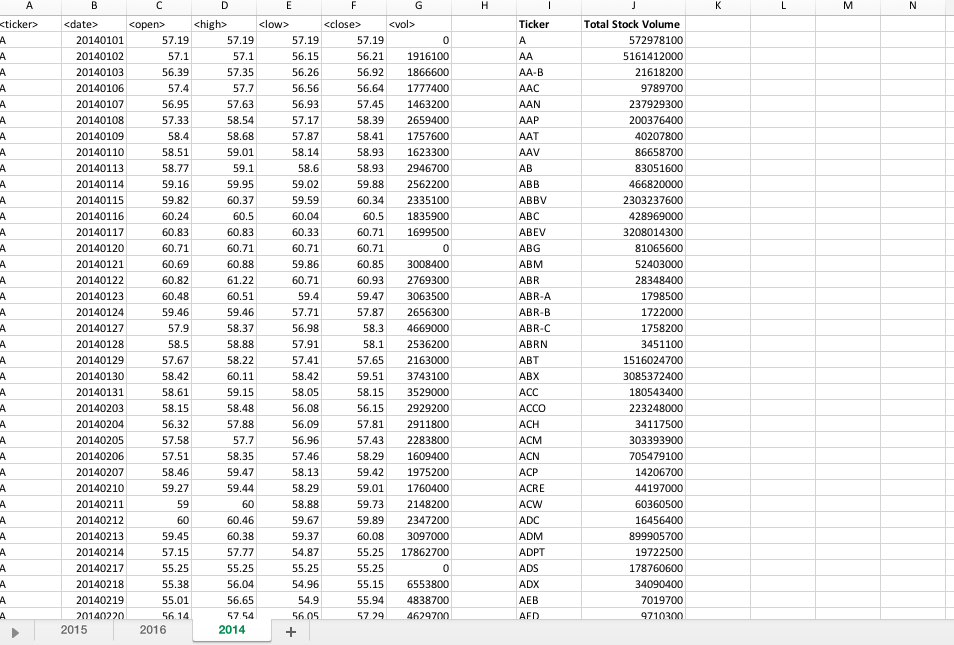 A B C D E F G H I J K L M N
<ticker> <date> <open> <high> <low> <close> <vol> Ticker Total Stock Volume
A 20140101 57.19 57.19 57.19 57.19 0 A 572978100
A 20140102 57.1 57.1 56.15 56.21 1916100 AA 5161412000
A 20140103 56.39 57.35 56.26 56.92 1866600 AA-B 21618200
A 20140106 57.4 57.7 56.56 56.64 1777400 AAC 9789700
A 20140107 56.95 57.63 56.93 57.45 1463200 AAN 237929300
A 20140108 57.33 58.54 57.17 58.39 2659400 AAP 200376400
A 20140109 58.4 58.68 57.87 58.41 1757600 AAT 40207800
A 20140110 58.51 59.01 58.14 58.93 1623300 AAV 86658700
A 20140113 58.77 59.1 58.6 58.93 2946700 AB 83051600
A 20140114 59.16 59.95 59.02 59.88 2562200 ABB 466820000
A 20140115 59.82 60.37 59.59 60.34 2335100 ABBV 2303237600
A 20140116 60.24 60.5 60.04 60.5 1835900 ABC 428969000
A 20140117 60.83 60.83 60.33 60.71 1699500 ABEV 3208014300
A 20140120 60.71 60.71 60.71 60.71 0 ABG 81065600
A 20140121 60.69 60.88 59.86 60.85 3008400 ABM 52403000
A 20140122 60.82 61.22 60.71 60.93 2769300 ABR 28348400
A 20140123 60.48 60.51 59.4 59.47 3063500 ABR-A 1798500
A 20140124 59.46 59.46 57.71 57.87 2656300 ABR-B 1722000
A 20140127 57.9 58.37 56.98 58.3 4669000 ABR-C 1758200
A 20140128 58.5 58.88 57.91 58.1 2536200 ABRN 3451100
A 20140129 57.67 58.22 57.41 57.65 2163000 ABT 1516024700
A 20140130 58.42 60.11 58.42 59.51 3743100 ABX 3085372400
A 20140131 58.61 59.15 58.05 58.15 3529000 ACC 180543400
A 20140203 58.15 58.48 56.08 56.15 2929200 ACCO 223248000
A 20140204 56.32 57.88 56.09 57.81 2911800 ACH 34117500
A 20140205 57.58 57.7 56.96 57.43 2283800 ACM 303393900
A 20140206 57.51 58.35 57.46 58.29 1609400 ACN 705479100
A 20140207 58.46 59.47 58.13 59.42 1975200 ACP 14206700
A 20140210 59.27 59.44 58.29 59.01 1760400 ACRE 44197000
A 20140211 59 60 58.88 59.73 2148200 ACW 60360500
A 20140212 60 60.46 59.67 59.89 2347200 ADC 16456400
A 20140213 59.45 60.38 59.37 60.08 3097000 ADM 899905700
A 20140214 57.15 57.77 54.87 55.25 17862700 ADPT 19722500
A 20140217 55.25 55.25 55.25 55.25 0 ADS 178760600
A 20140218 55.38 56.04 54.96 55.15 6553800 ADX 34090400
A 20140219 55.01 56.65 54.9 55.94 4838700 AEB 7019700
A 20140220 56.14 57.54 56.05 57.29 4629700 AED 9710300
2015 2016 2014 +